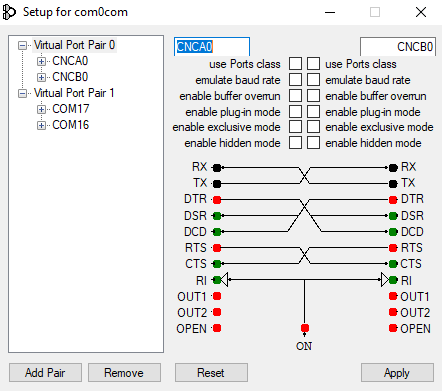 Setup for com0com
Virtual Port Pair 0
CNCA0
CNCB0
Virtual Port Pair 1
COM17
COM16
CNCA0 CNCB0
use Ports class use Ports class
emulate baud rate emulate baud rate
enable buffer overrun enable buffer overrun
enable plug-in mode enable plug-in mode
enable exclusive mode enable exclusive mode
enable hidden mode enable hidden mode
RX RX
TX TX
DTR DTR
DSR DSR
DCD DCD
RTS RTS
CTS CTS
RI RI
OUT1 OUT1
OUT2 OUT2
OPEN OPEN
ON
Add Pair Remove Reset Apply